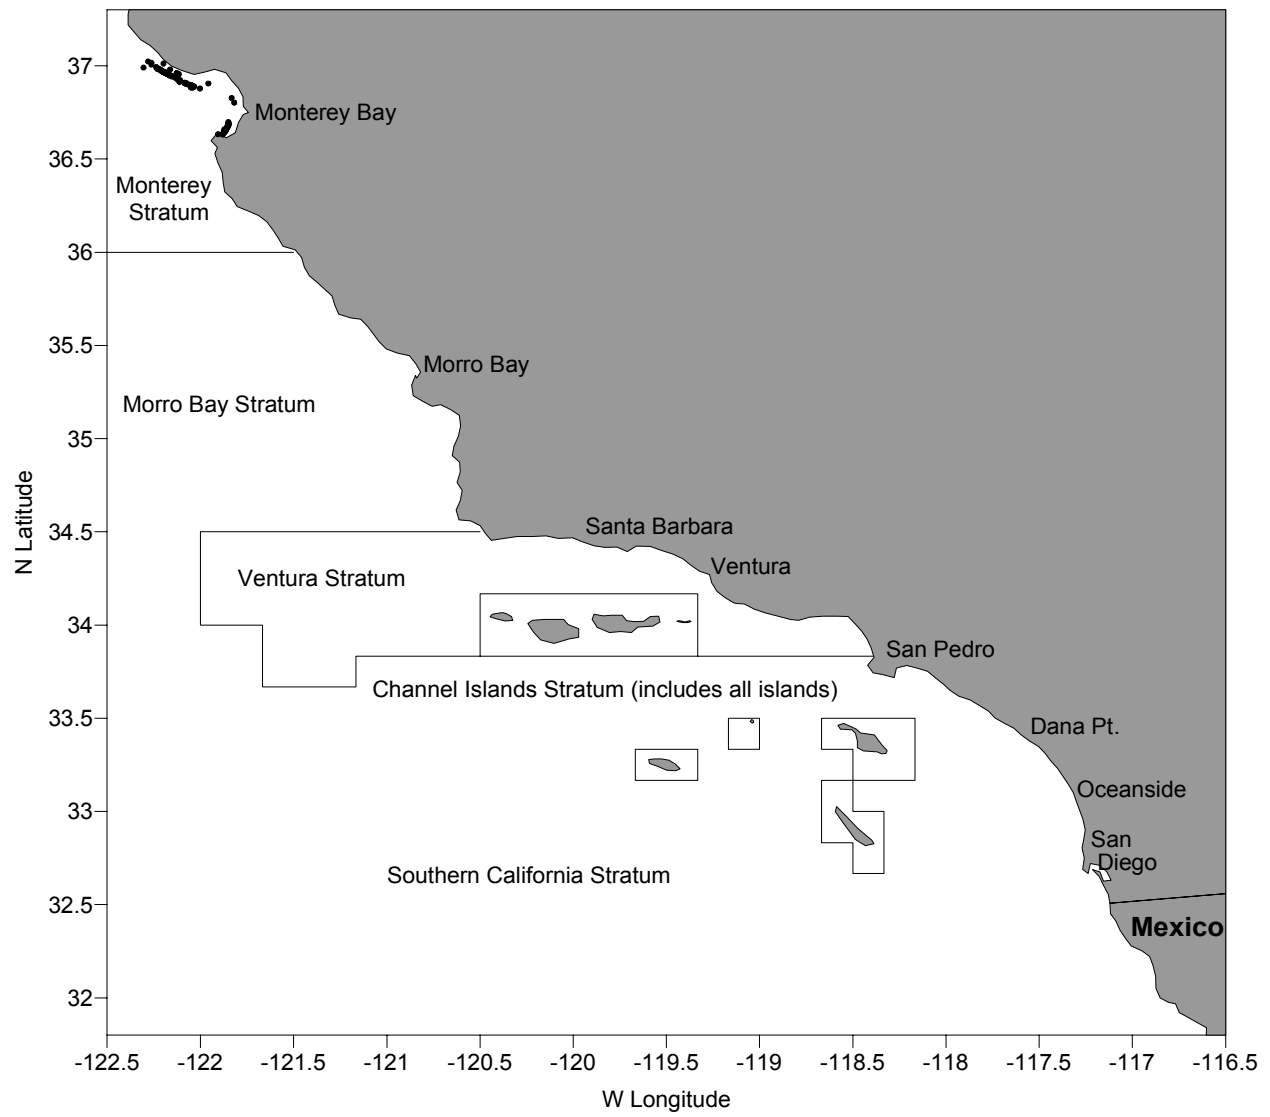 37
Monterey Bay
36.5
Monterey
Stratum
36
35.5
Morro Bay
Morro Bay Stratum
35
34.5
Santa Barbara
Ventura
Ventura Stratum
34
San Pedro
Channel Islands Stratum (includes all islands)
33.5
Dana Pt.
Oceanside
33
San
Diego
Southern California Stratum
32.5
Mexico
32
N Latitude
-122.5 -122 -121.5 -121 -120.5 -120 -119.5 -119 -118.5 -118 -117.5 -117 -116.5
W Longitude